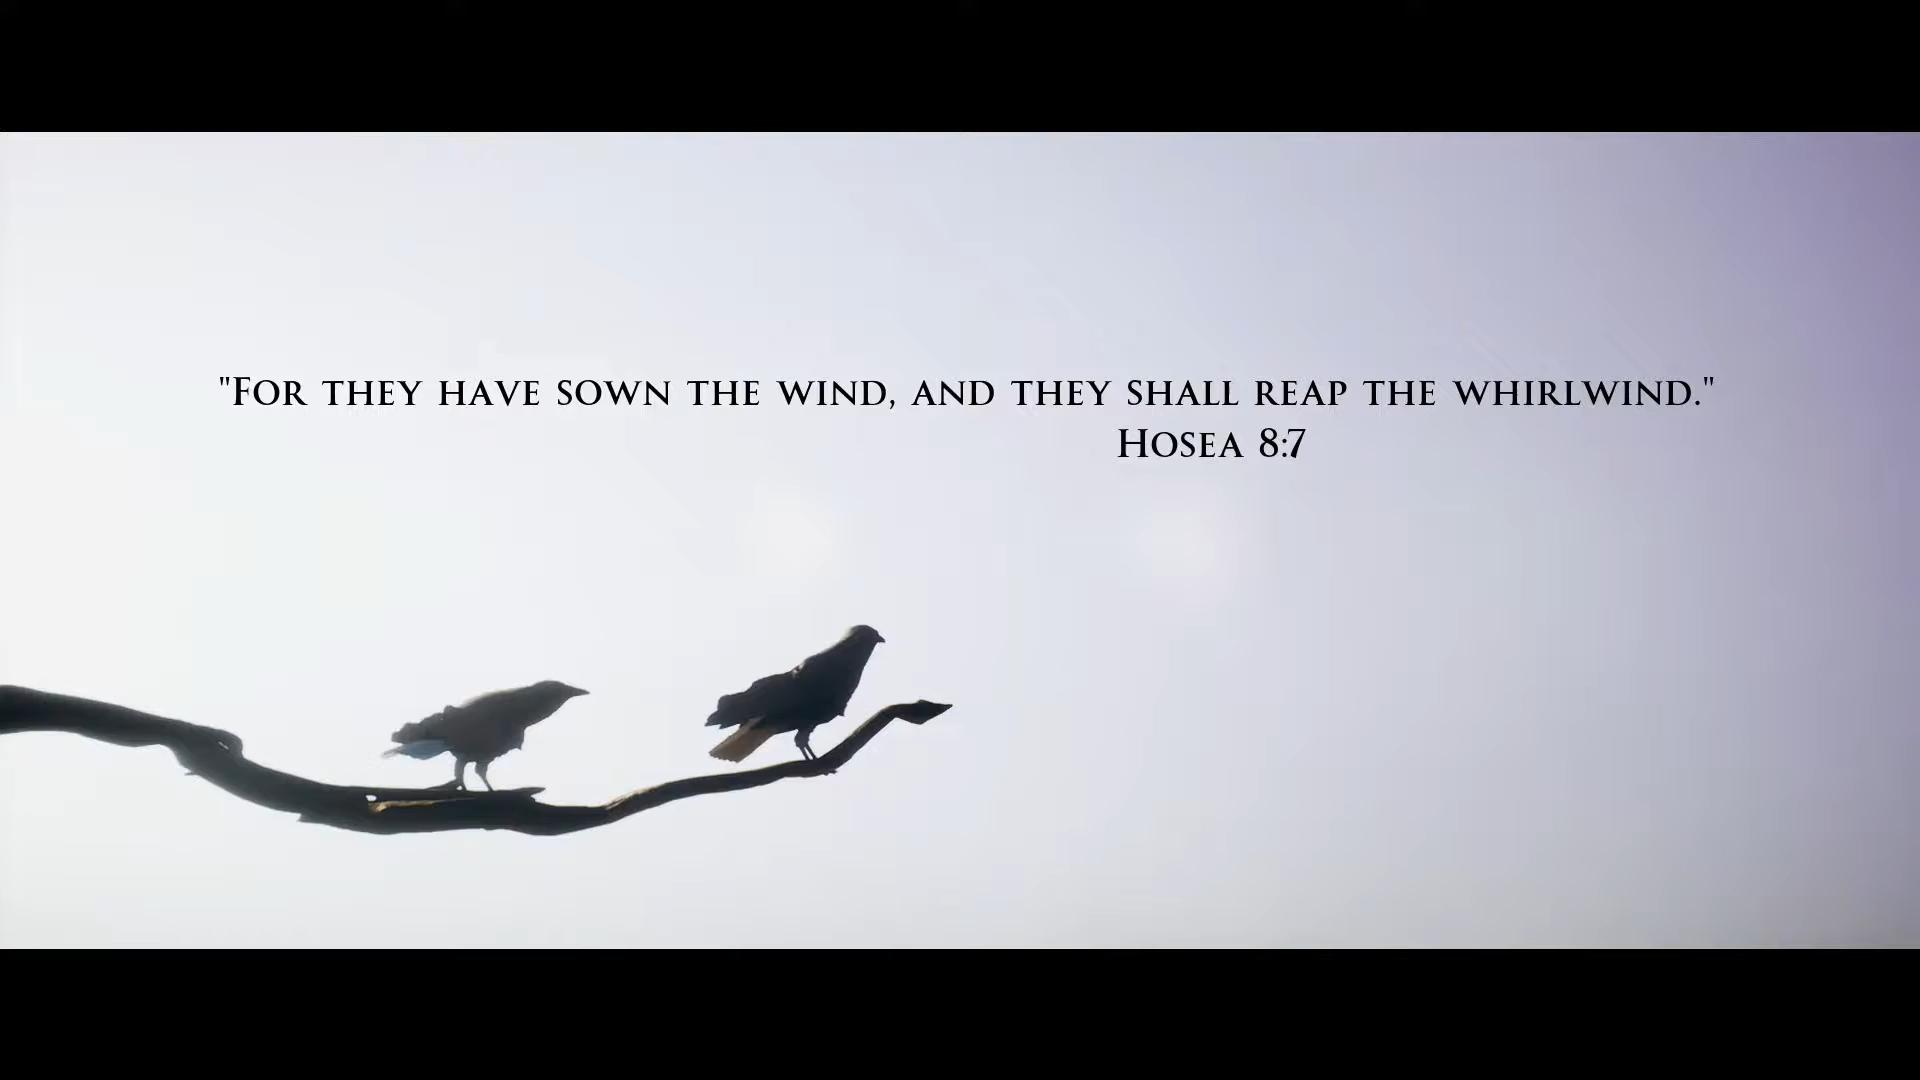 "For they have sown the wind, and they shall reap the whirlwind."
Hosea 8:7